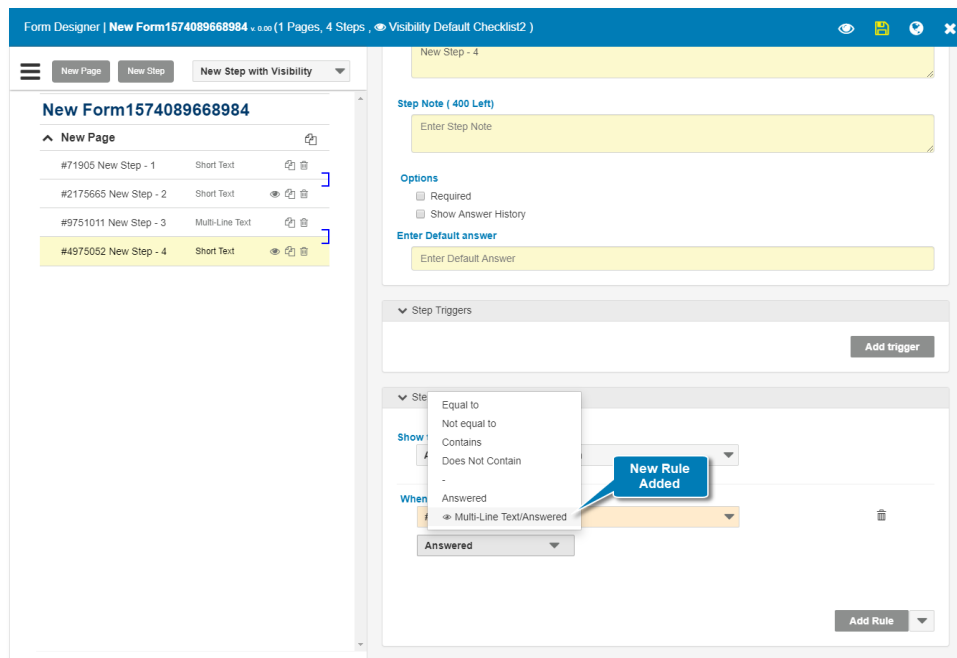 Form Designer | New Form1574089668984 v. 0.00 (1 Pages, 4 Steps , Visibility Default Checklist2 )
New Page
New Step
New Step with Visibility
New Form1574089668984
New Page
#71905 New Step - 1 Short Text
#2175665 New Step - 2 Short Text
#9751011 New Step - 3 Multi-Line Text
#4975052 New Step - 4 Short Text
New Step - 4
Step Note ( 400 Left)
Enter Step Note
Options
Required
Show Answer History
Enter Default answer
Enter Default Answer
Step Triggers
Add trigger
Ste
Show
When
#
Equal to
Not equal to
Contains
Does Not Contain
-
Answered
Multi-Line Text/Answered
New Rule
Added
Answered
Add Rule